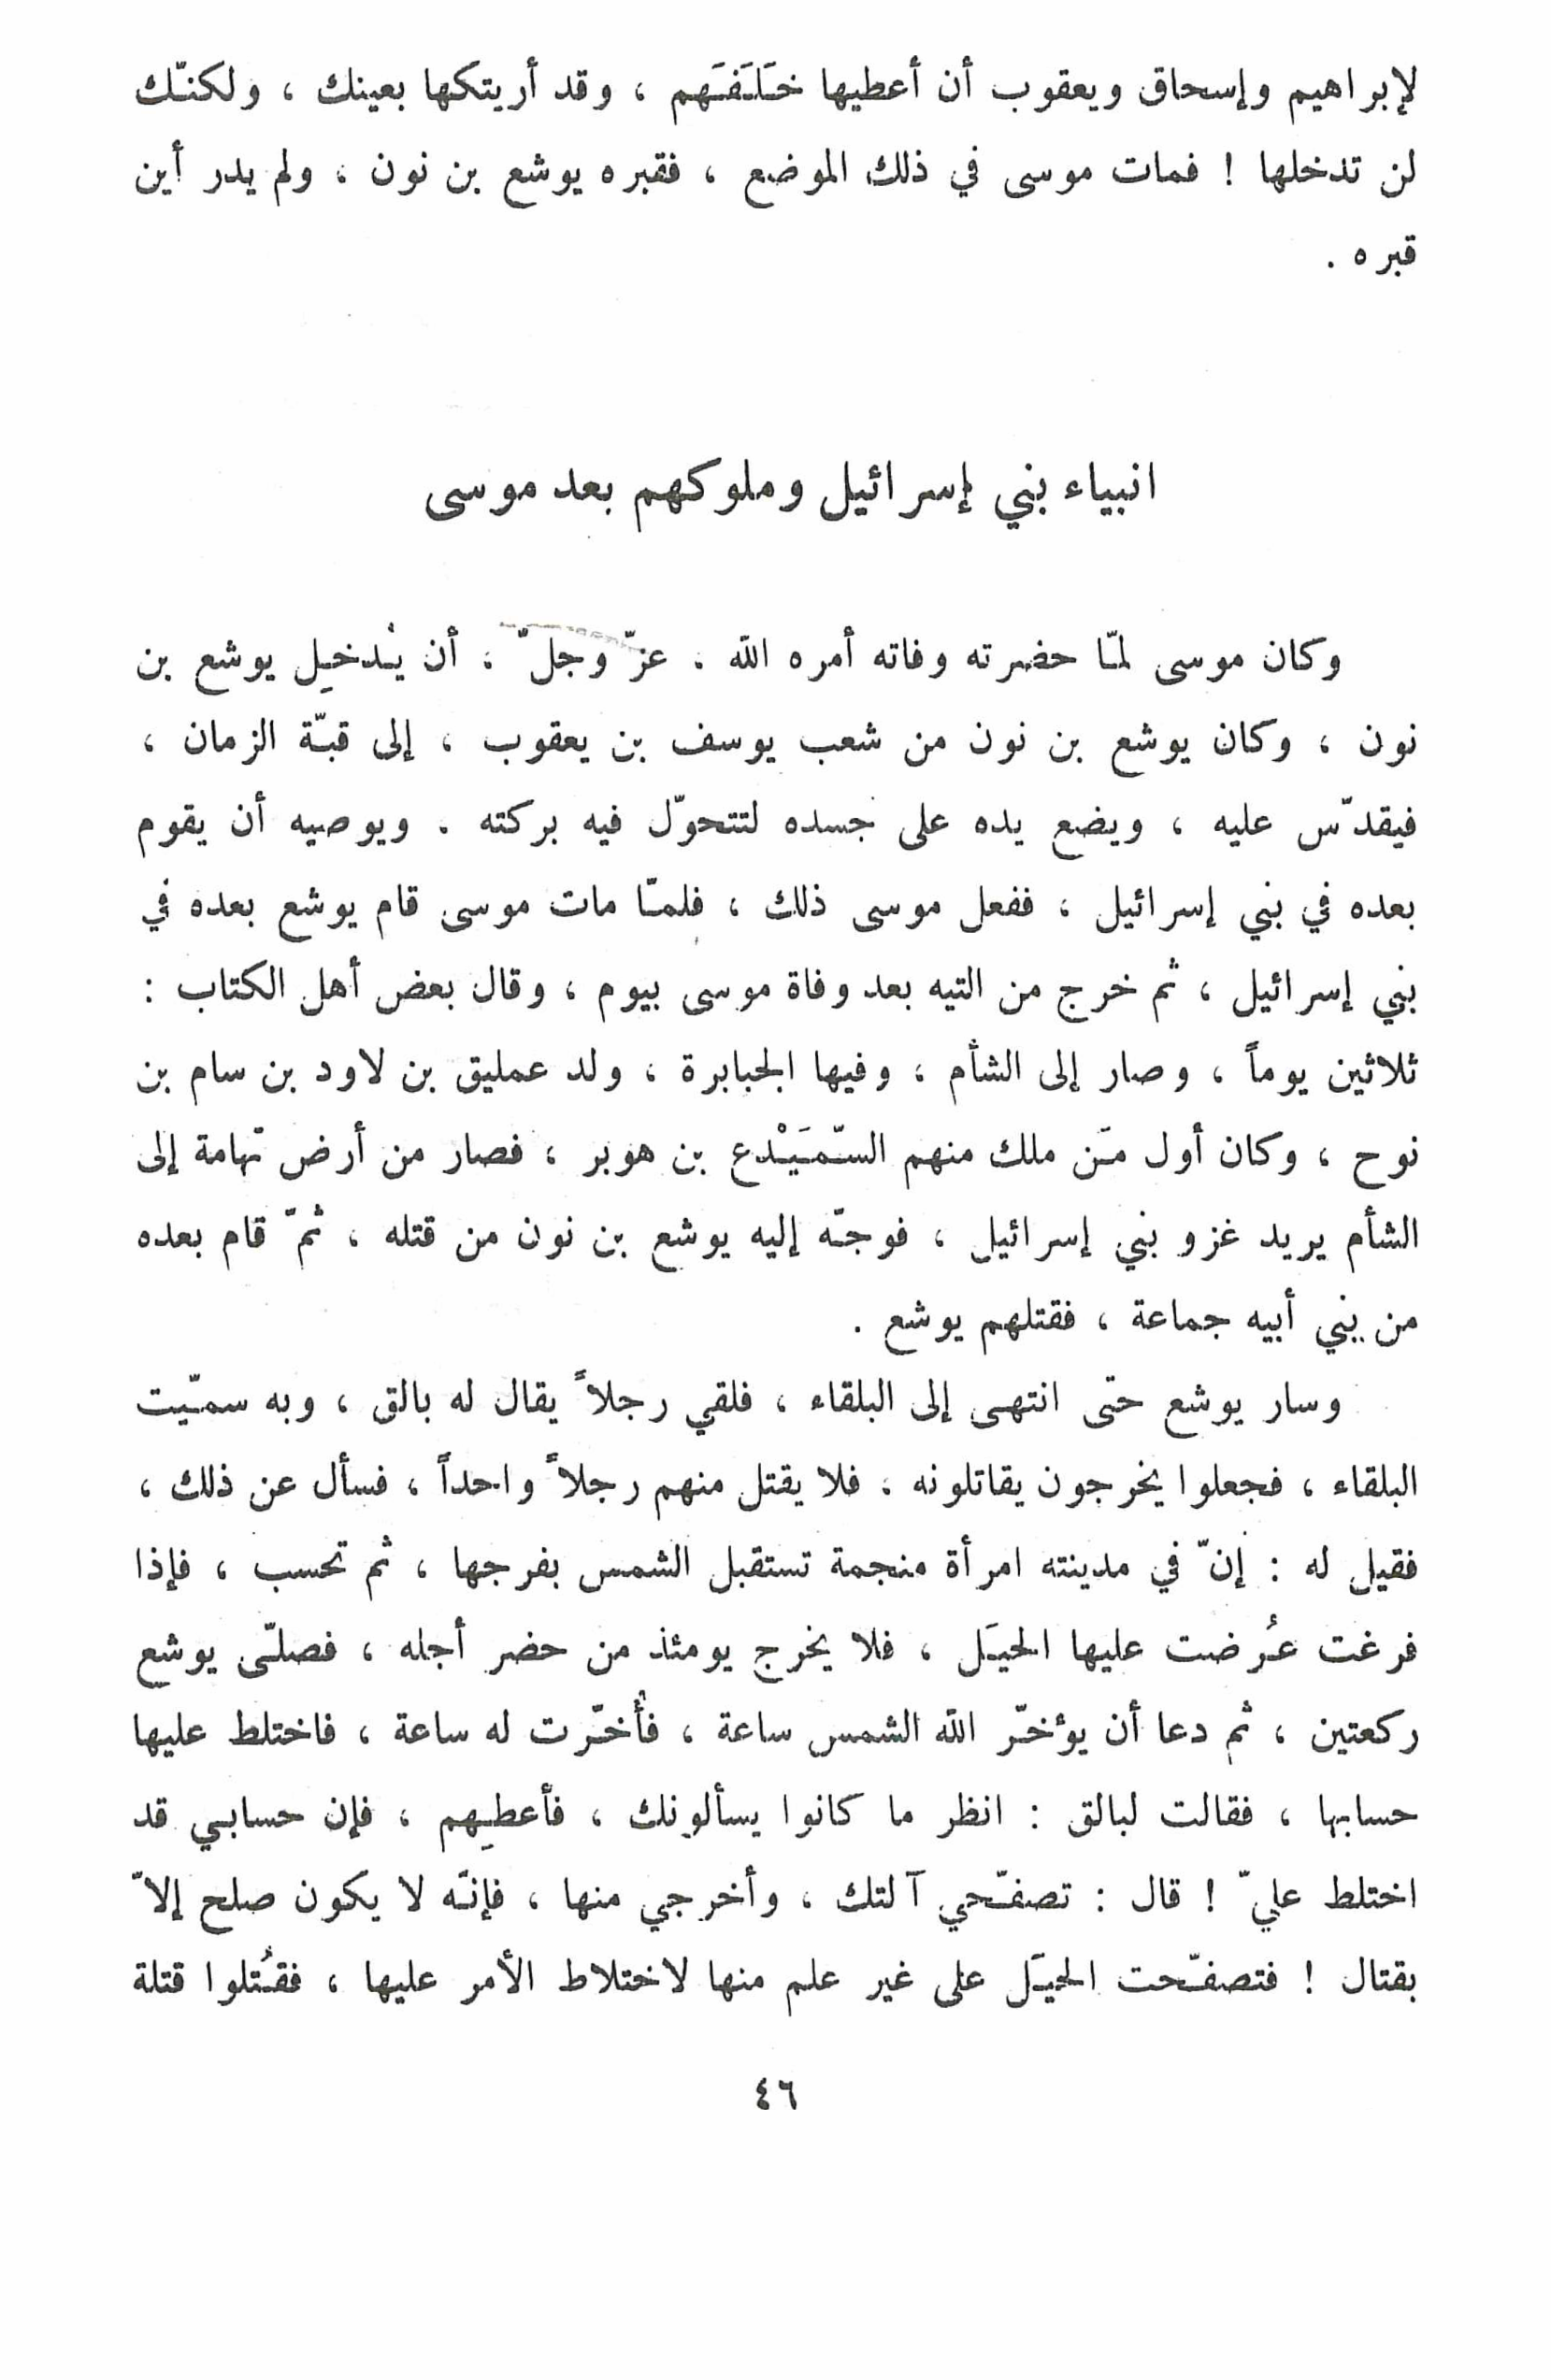 لإبراهيم وإسحاق ويعقوب أن أعطيها خَلَفَهم ، وقد أريتكها بعينك ، ولكنّك
لن تدخلها ! فمات موسى في ذلك الموضع ، فقبره يوشع بن نون ، ولم يدر أين
قبره .
انبياء بني إسرائيل وملوكهم بعد موسى
وكان موسى لمّا حضرته وفاته أمره الله ، عزّ وجلّ ، أن يُدخِل يوشع بن
نون ، وكان يوشع بن نون من شعب يوسف بن يعقوب ، إلى قبّة الزمان ،
فيقدّس عليه ، ويضع يده على جسده لتتحوّل فيه بركته . ويوصيه أن يقوم
بعده في بني إسرائيل ، ففعل موسى ذلك ، فلمّا مات موسى قام يوشع بعده في
بني إسرائيل ، ثم خرج من التيه بعد وفاة موسى بيوم ، وقال بعض أهل الكتاب :
ثلاثين يوماً ، وصار إلى الشأم ، وفيها الجبابرة ، ولد عمليق بن لاود بن سام بن
نوح ، وكان أول مَن ملك منهم السّمَيْدع بن هوبر ، فصار من أرض تهامة إلى
الشأم يريد غزو بني إسرائيل ، فوجّه إليه يوشع بن نون من قتله ، ثمّ قام بعده
من بني أبيه جماعة ، فقتلهم يوشع .
وسار يوشع حتّى انتهى إلى البلقاء ، فلقي رجلاً يقال له بالق ، وبه سمّيت
البلقاء ، فجعلوا يخرجون يقاتلونه ، فلا يقتل منهم رجلاً واحداً ، فسأل عن ذلك ،
فقيل له : إنّ في مدينته امرأة منجمة تستقبل الشمس بفرجها ، ثم تحسب ، فإذا
فرغت عُرضت عليها الخيَل ، فلا يخرج يومئذ من حضر أجله ، فصلّى يوشع
ركعتين ، ثم دعا أن يؤخّر الله الشمس ساعة ، فأُخّرت له ساعة ، فاختلط عليها
حسابها ، فقالت لبالق : انظر ما كانوا يسألونك ، فأعطِهم ، فإن حسابي قد
اختلط عليّ ! قال : تصفّحي آلتك ، وأخرجي منها ، فإنّه لا يكون صلح إلاّ
بقتال ! فتصفّحت الخيَل على غير علم منها لاختلاط الأمر عليها ، فقُتلوا قتلة
٤٦